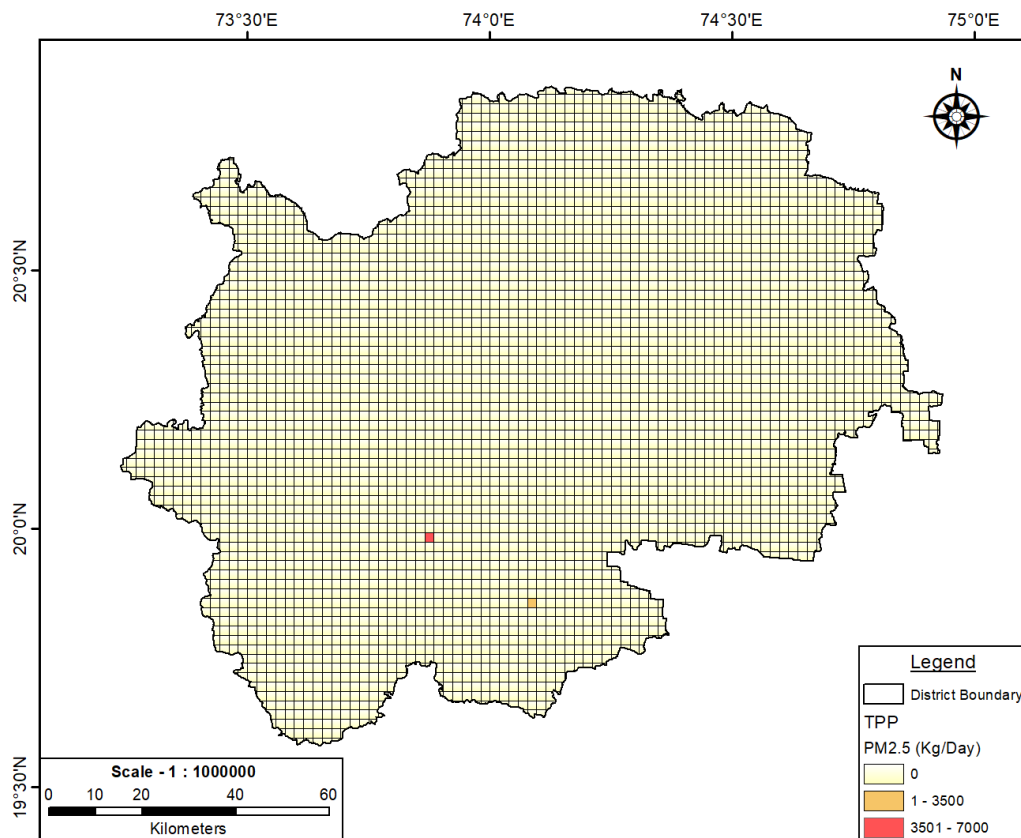 73°30'E 74°0'E 74°30'E 75°0'E
N
20°30'N
20°0'N
19°30'N
Legend
District Boundary
TPP
PM2.5 (Kg/Day)
0
1 - 3500
3501 - 7000
Scale - 1 : 1000000
0 10 20 40 60
Kilometers